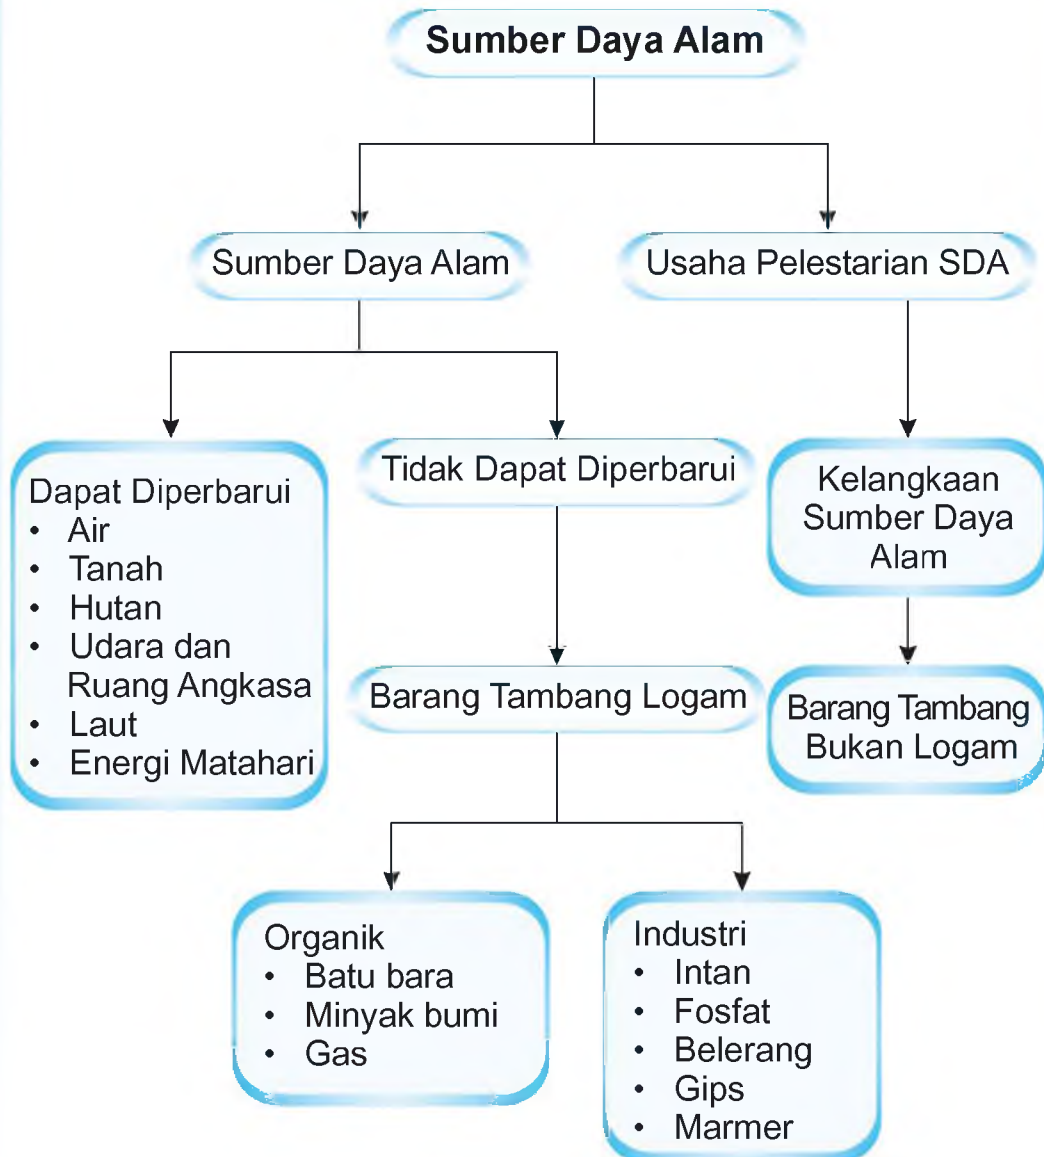 Sumber Daya Alam
Sumber Daya Alam
Usaha Pelestarian SDA
Dapat Diperbarui
• Air
• Tanah
• Hutan
• Udara dan
Ruang Angkasa
• Laut
• Energi Matahari
Tidak Dapat Diperbarui
Kelangkaan
Sumber Daya
Alam
Barang Tambang Logam
Barang Tambang
Bukan Logam
Organik
• Batu bara
• Minyak bumi
• Gas
Industri
• Intan
• Fosfat
• Belerang
• Gips
• Marmer